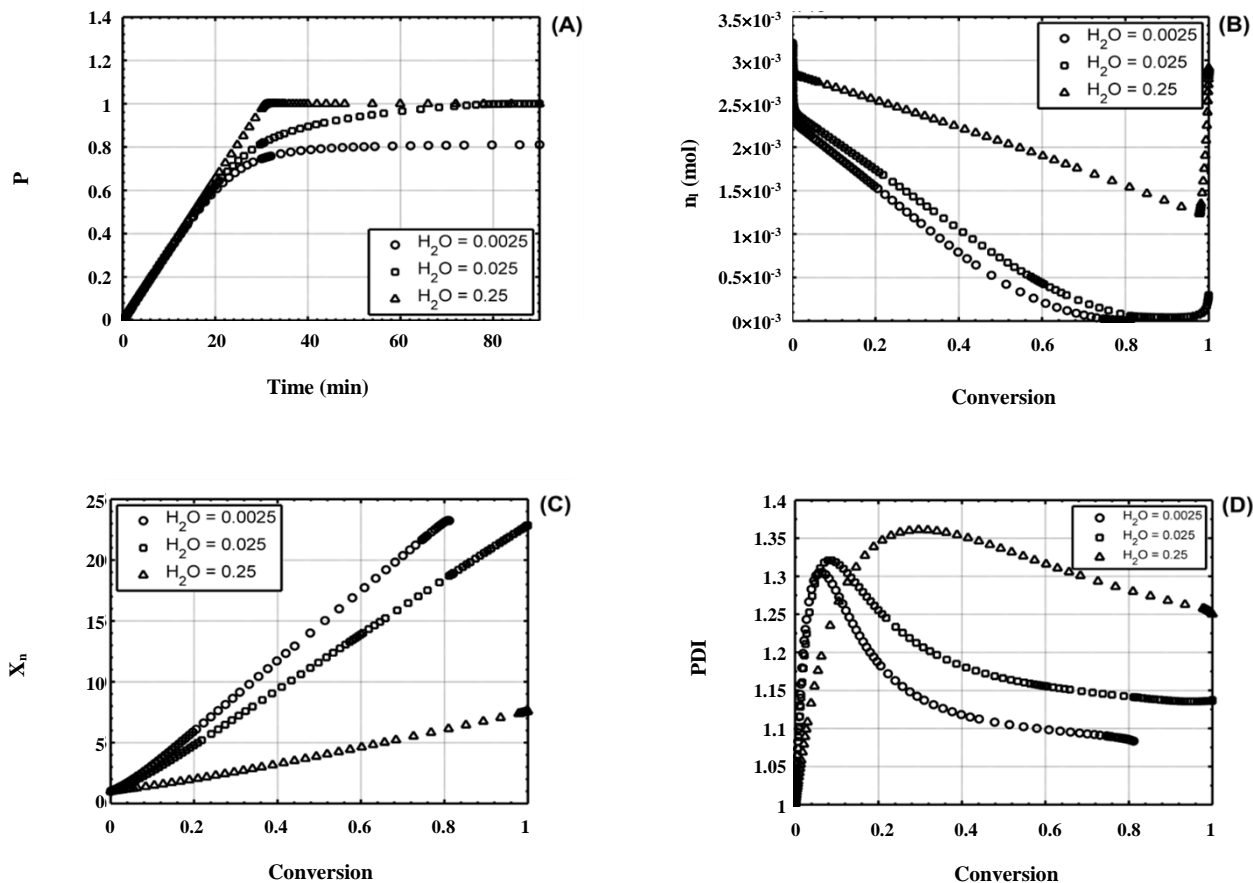 (A)
1.4
1.2
1
0.8
0.6
0.4
0.2
0
P
H2O = 0.0025
H2O = 0.025
H2O = 0.25
0 20 40 60 80
Time (min)
(B)
3.5×10-3
3×10-3
2.5×10-3
2×10-3
1.5×10-3
1×10-3
0.5×10-3
0×10-3
nI (mol)
H2O = 0.0025
H2O = 0.025
H2O = 0.25
0 0.2 0.4 0.6 0.8 1
Conversion
(C)
25
20
15
10
5
0
Xn
H2O = 0.0025
H2O = 0.025
H2O = 0.25
0 0.2 0.4 0.6 0.8 1
Conversion
(D)
1.4
1.35
1.3
1.25
1.2
1.15
1.1
1.05
1
PDI
H2O = 0.0025
H2O = 0.025
H2O = 0.25
0 0.2 0.4 0.6 0.8 1
Conversion